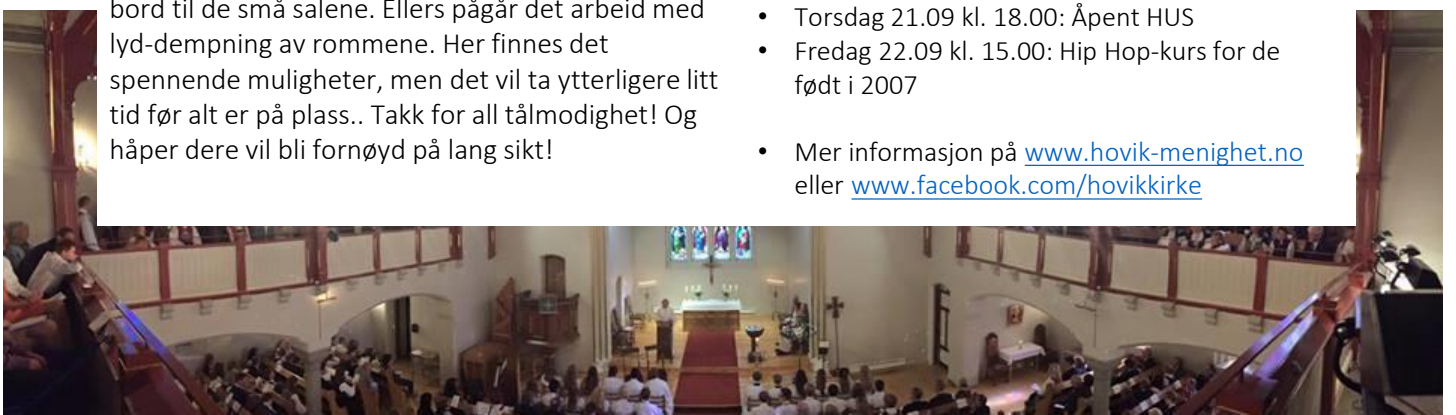 bord til de små salene. Ellers pågår det arbeid med
lyd-dempning av rommene. Her finnes det
spennende muligheter, men det vil ta ytterligere litt
tid før alt er på plass.. Takk for all tålmodighet! Og
håper dere vil bli fornøyd på lang sikt!
• Torsdag 21.09 kl. 18.00: Åpent HUS
• Fredag 22.09 kl. 15.00: Hip Hop-kurs for de
født i 2007
• Mer informasjon på www.hovik-menighet.no
eller www.facebook.com/hovikkirke